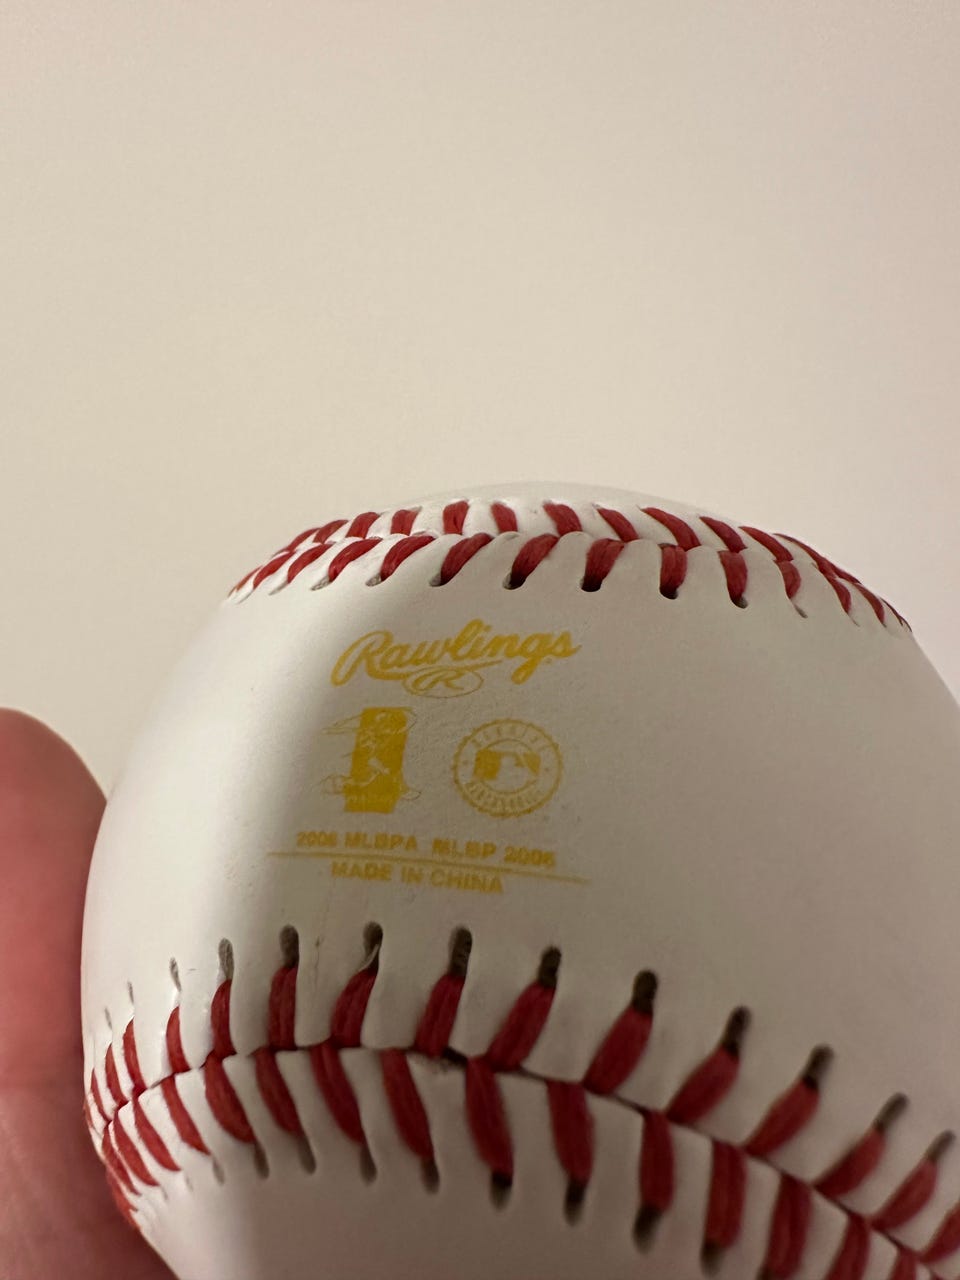 Rawlings
R
2006 MLBPA MLBP 2006
MADE IN CHINA